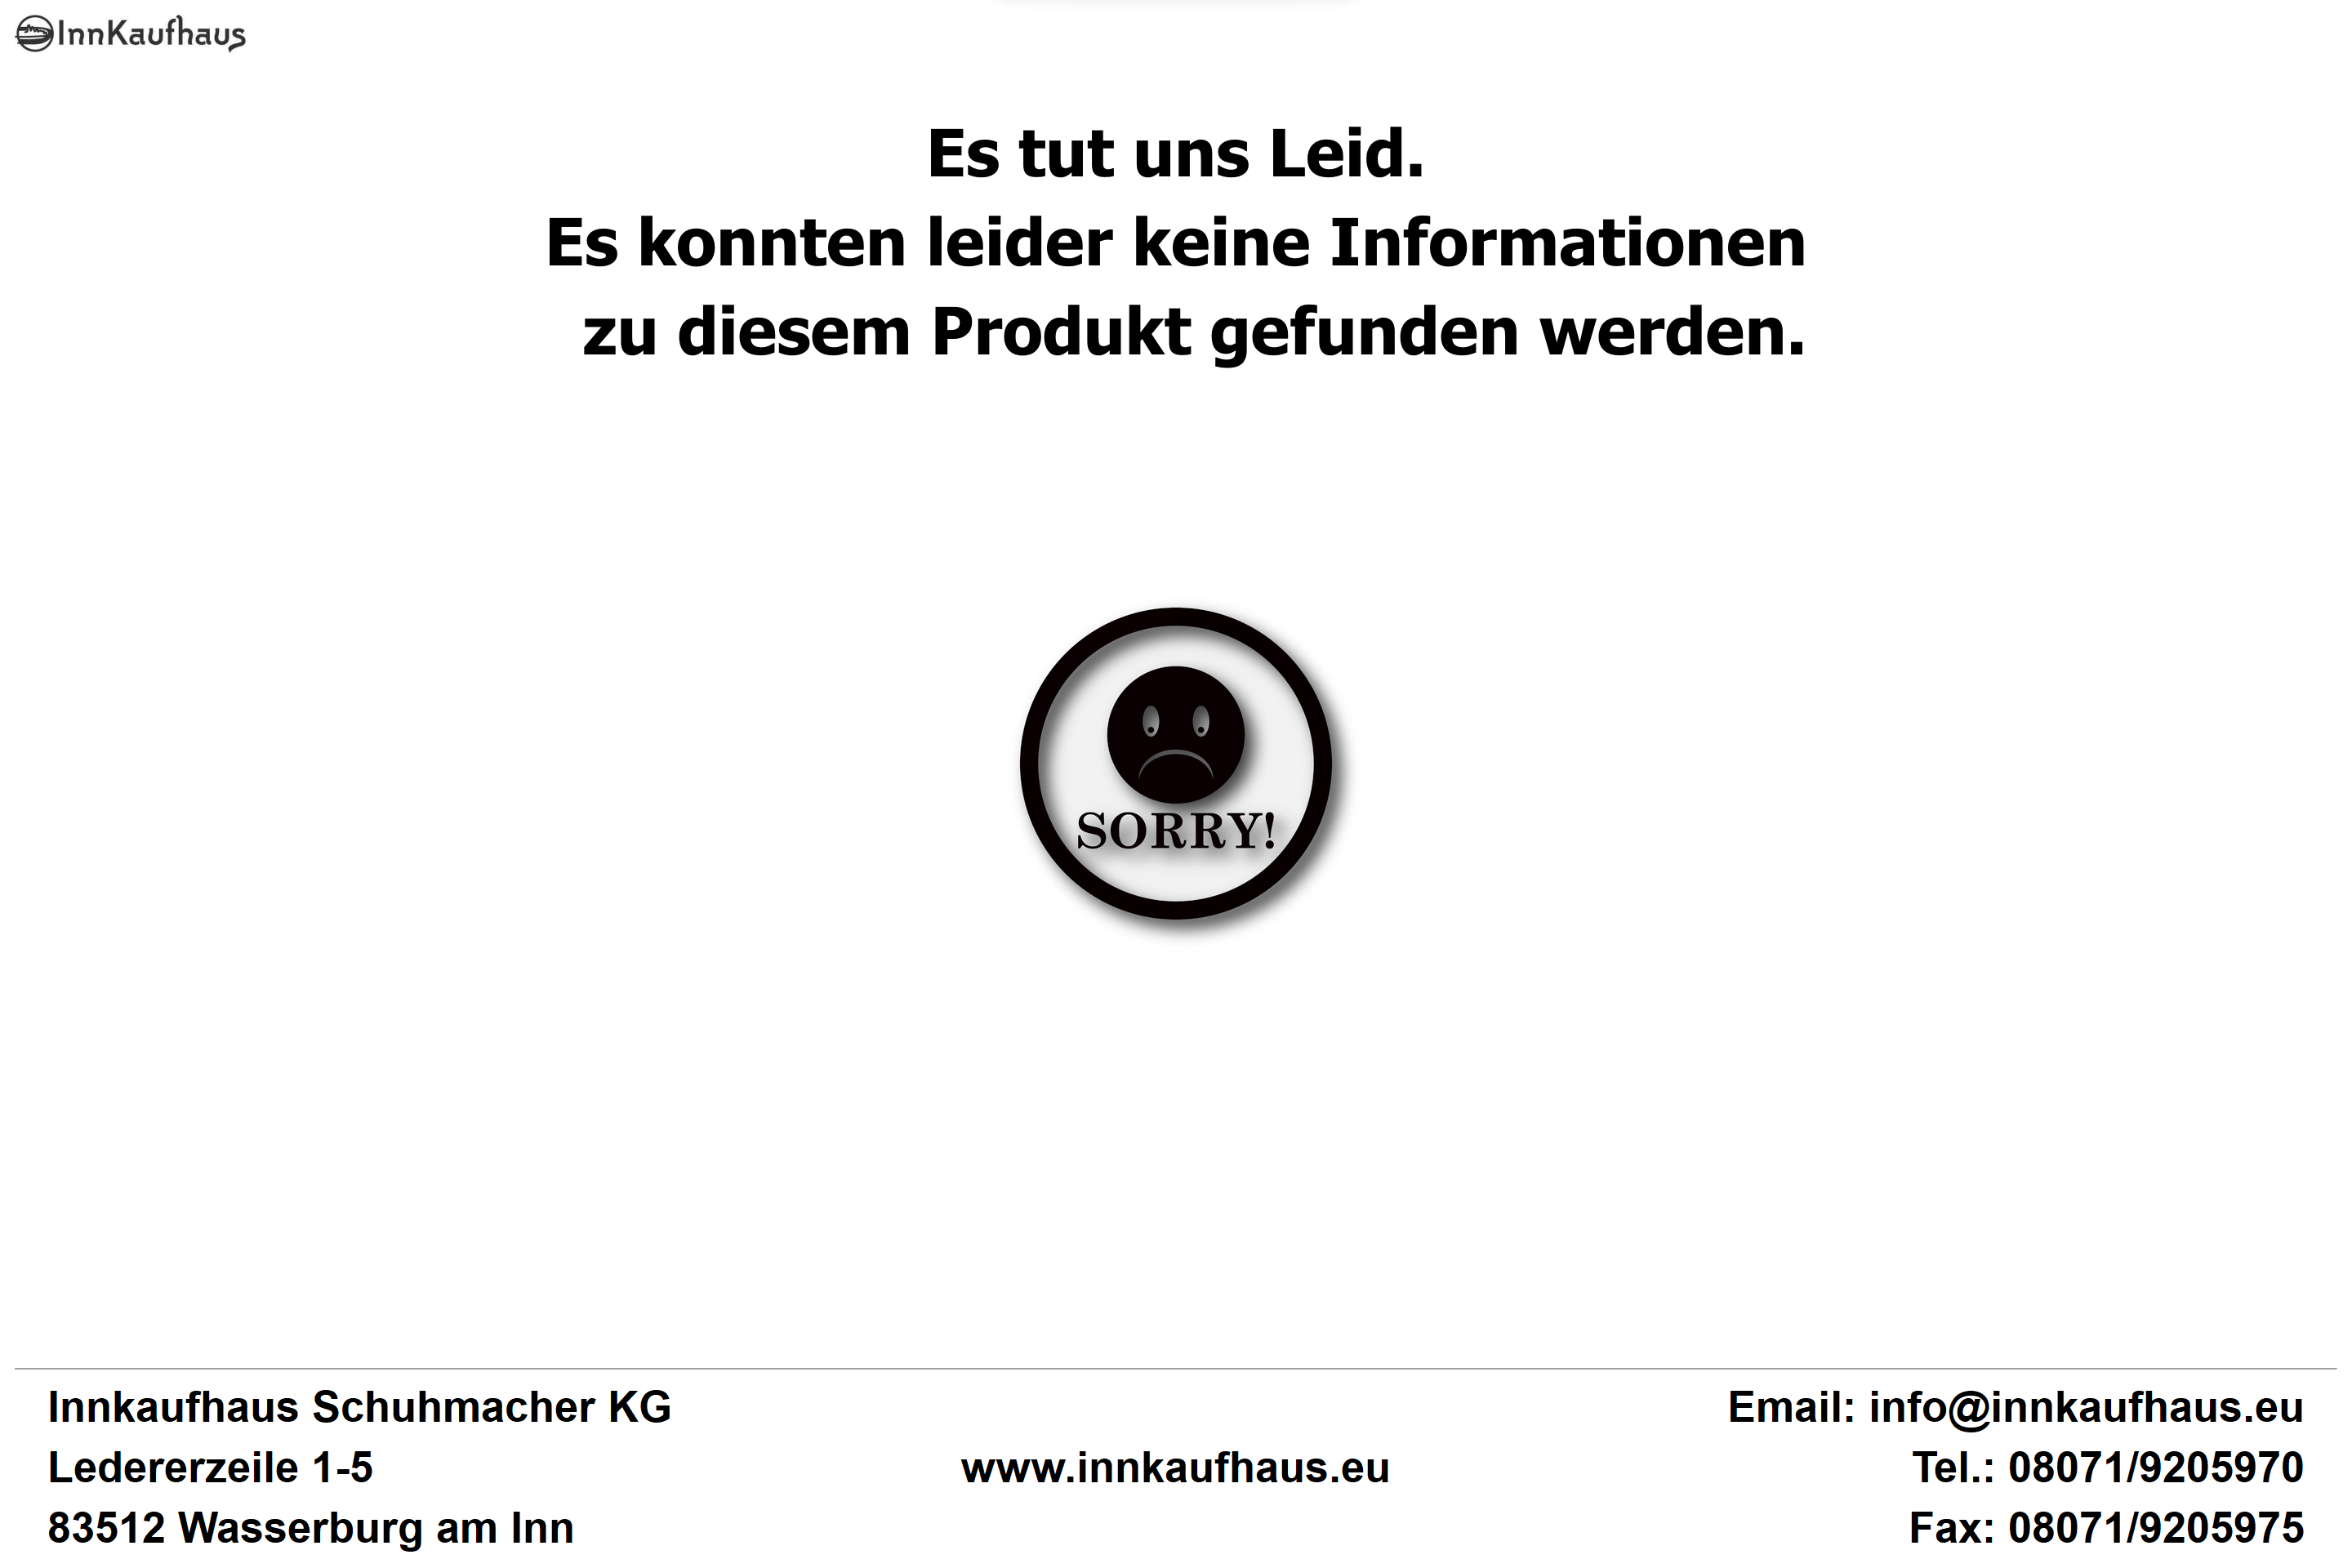 InnKaufhaus
Es tut uns Leid.
Es konnten leider keine Informationen
zu diesem Produkt gefunden werden.
SORRY!
Innkaufhaus Schuhmacher KG
Ledererzeile 1-5
83512 Wasserburg am Inn
www.innkaufhaus.eu
Email: info@innkaufhaus.eu
Tel.: 08071/9205970
Fax: 08071/9205975